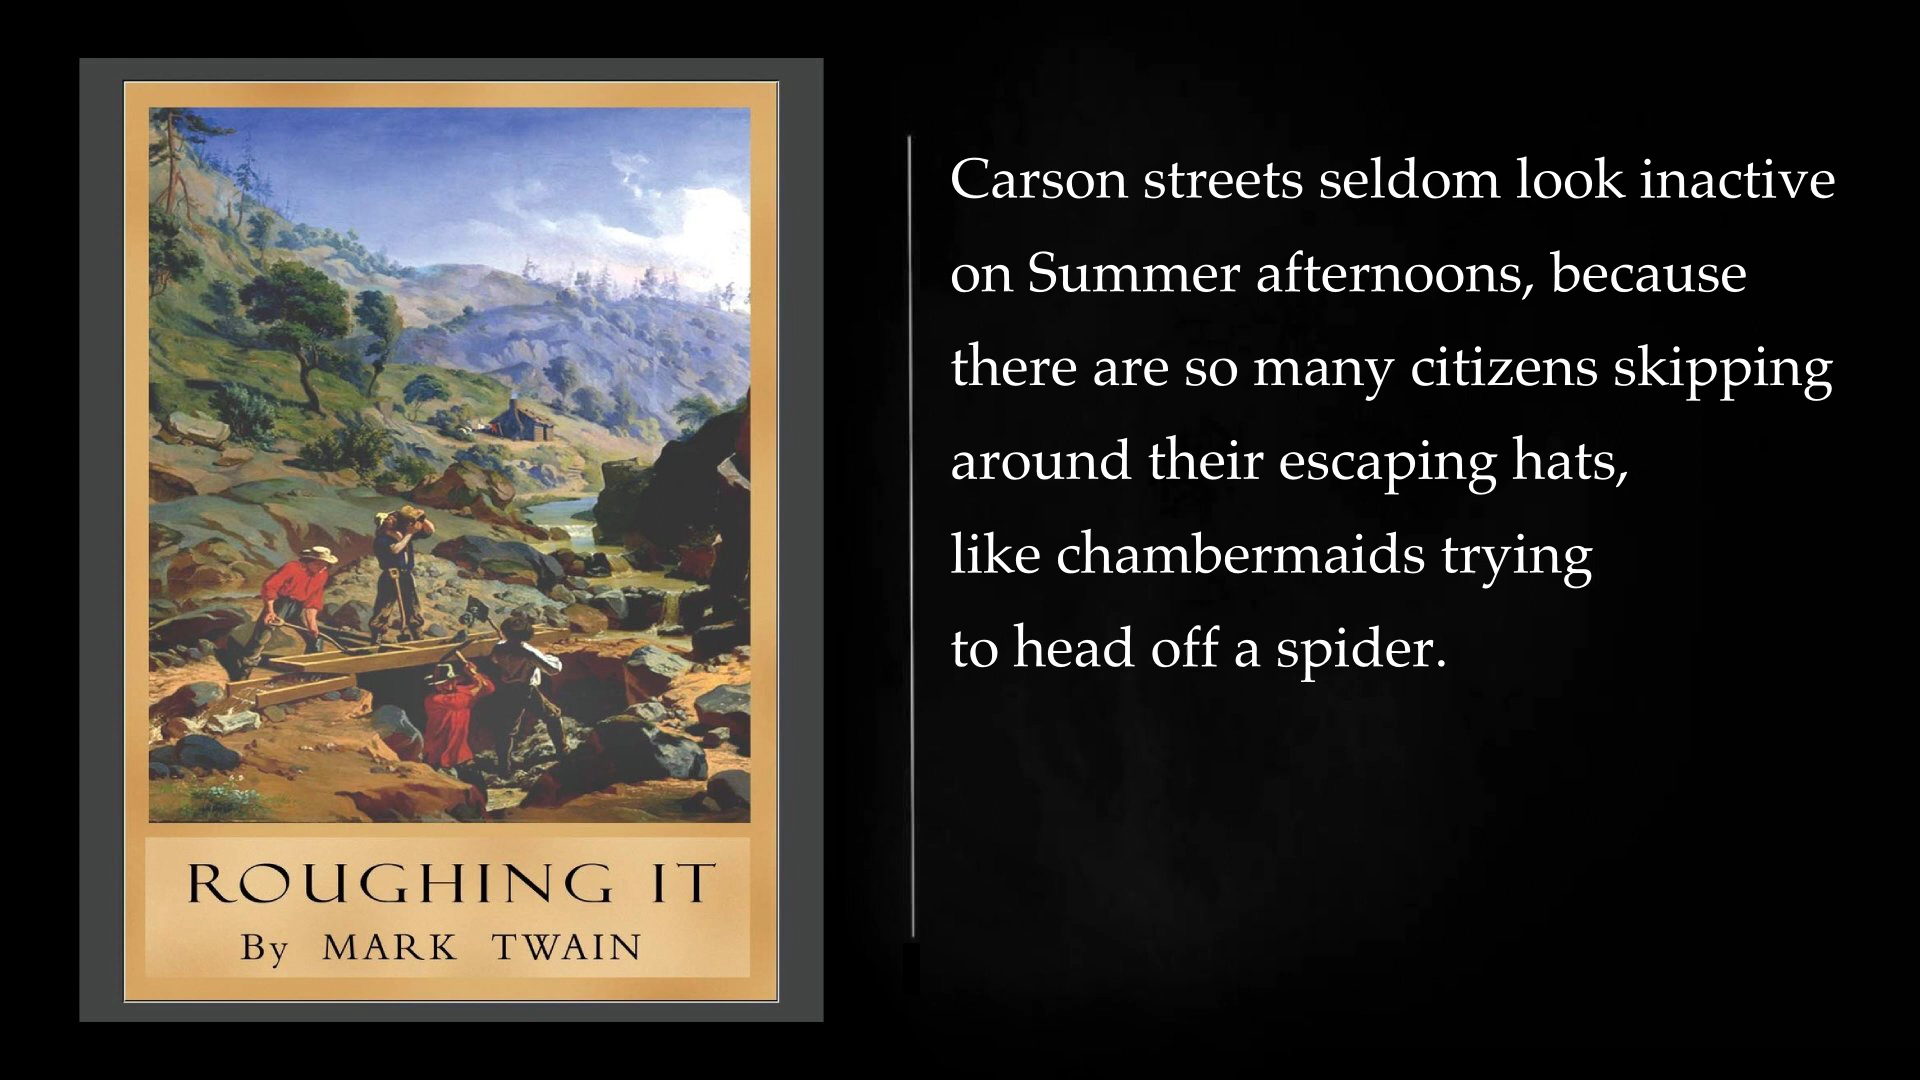 ROUGHING IT
By MARK TWAIN
Carson streets seldom look inactive
on Summer afternoons, because
there are so many citizens skipping
around their escaping hats,
like chambermaids trying
to head off a spider.